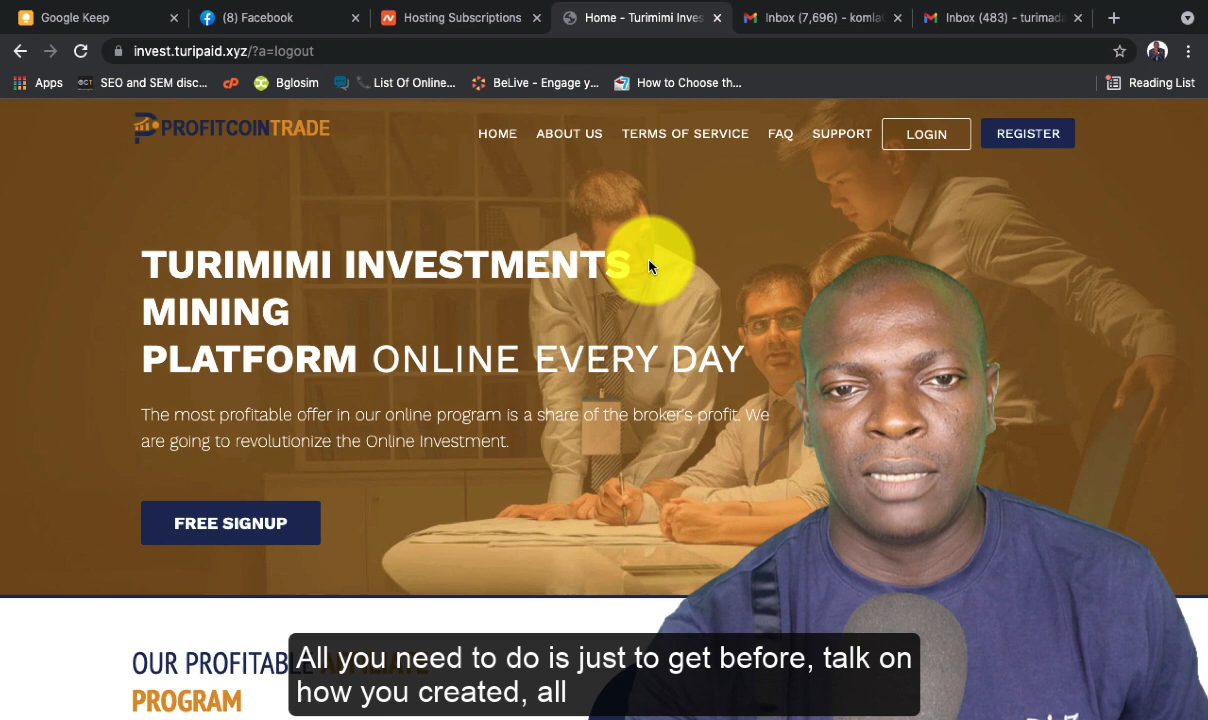 Google Keep
(8) Facebook
Hosting Subscriptions
Home - Turimimi Inves
Inbox (7,696) - komla
Inbox (483) - turimada
invest.turipaid.xyz/?a=logout
Apps
SEO and SEM disc...
cP
Bglosim
List Of Online...
BeLive - Engage y...
How to Choose th...
Reading List
PROFITCOINTRADE
HOME
ABOUT US
TERMS OF SERVICE
FAQ
SUPPORT
LOGIN
REGISTER
TURIMIMI INVESTMENTS
MINING
PLATFORM ONLINE EVERY DAY
The most profitable offer in our online program is a share of the broker's profit. We
are going to revolutionize the Online Investment.
FREE SIGNUP
OUR PROFITABL
PROGRAM
All you need to do is just to get before, talk on
how you created, all